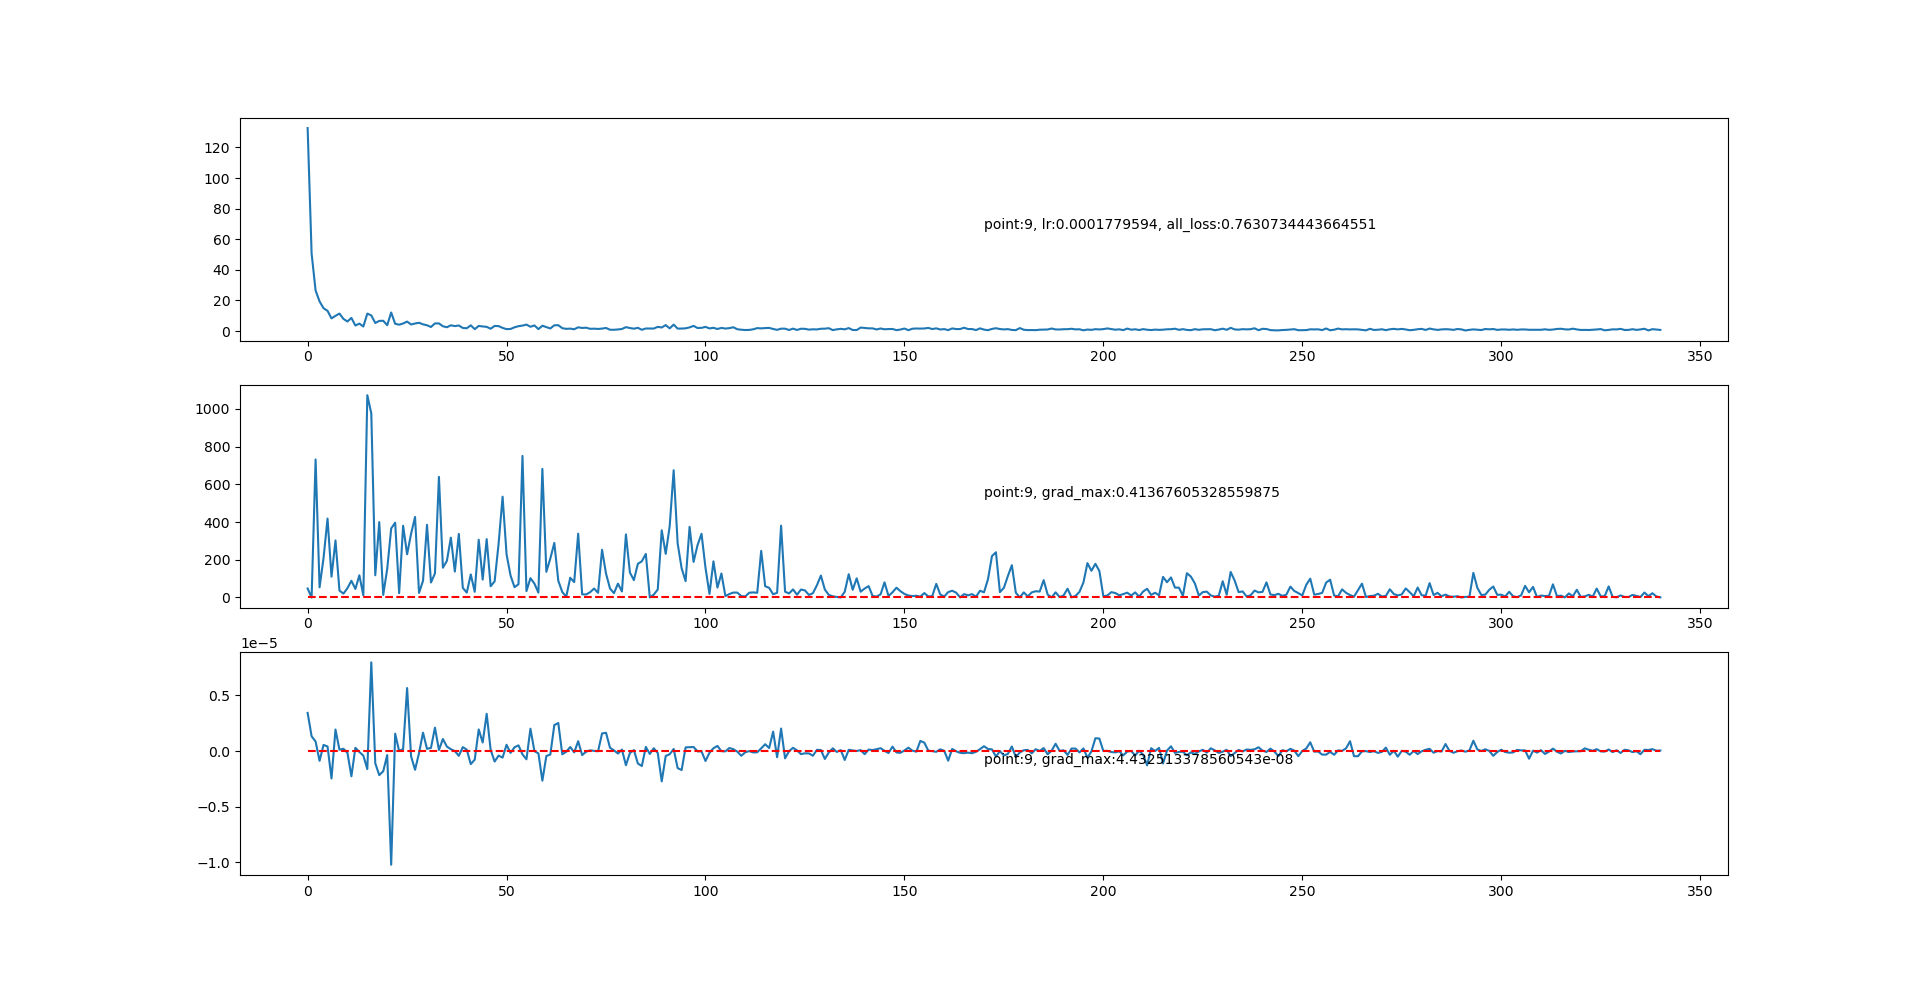 120
100
80
60
40
20
0
point:9, lr:0.0001779594, all_loss:0.7630734443664551
0 50 100 150 200 250 300 350
1000
800
600
400
200
0
point:9, grad_max:0.41367605328559875
0 50 100 150 200 250 300 350
1e−5
0.5
0.0
−0.5
−1.0
point:9, grad_max:4.432513378560543e-08
0 50 100 150 200 250 300 350